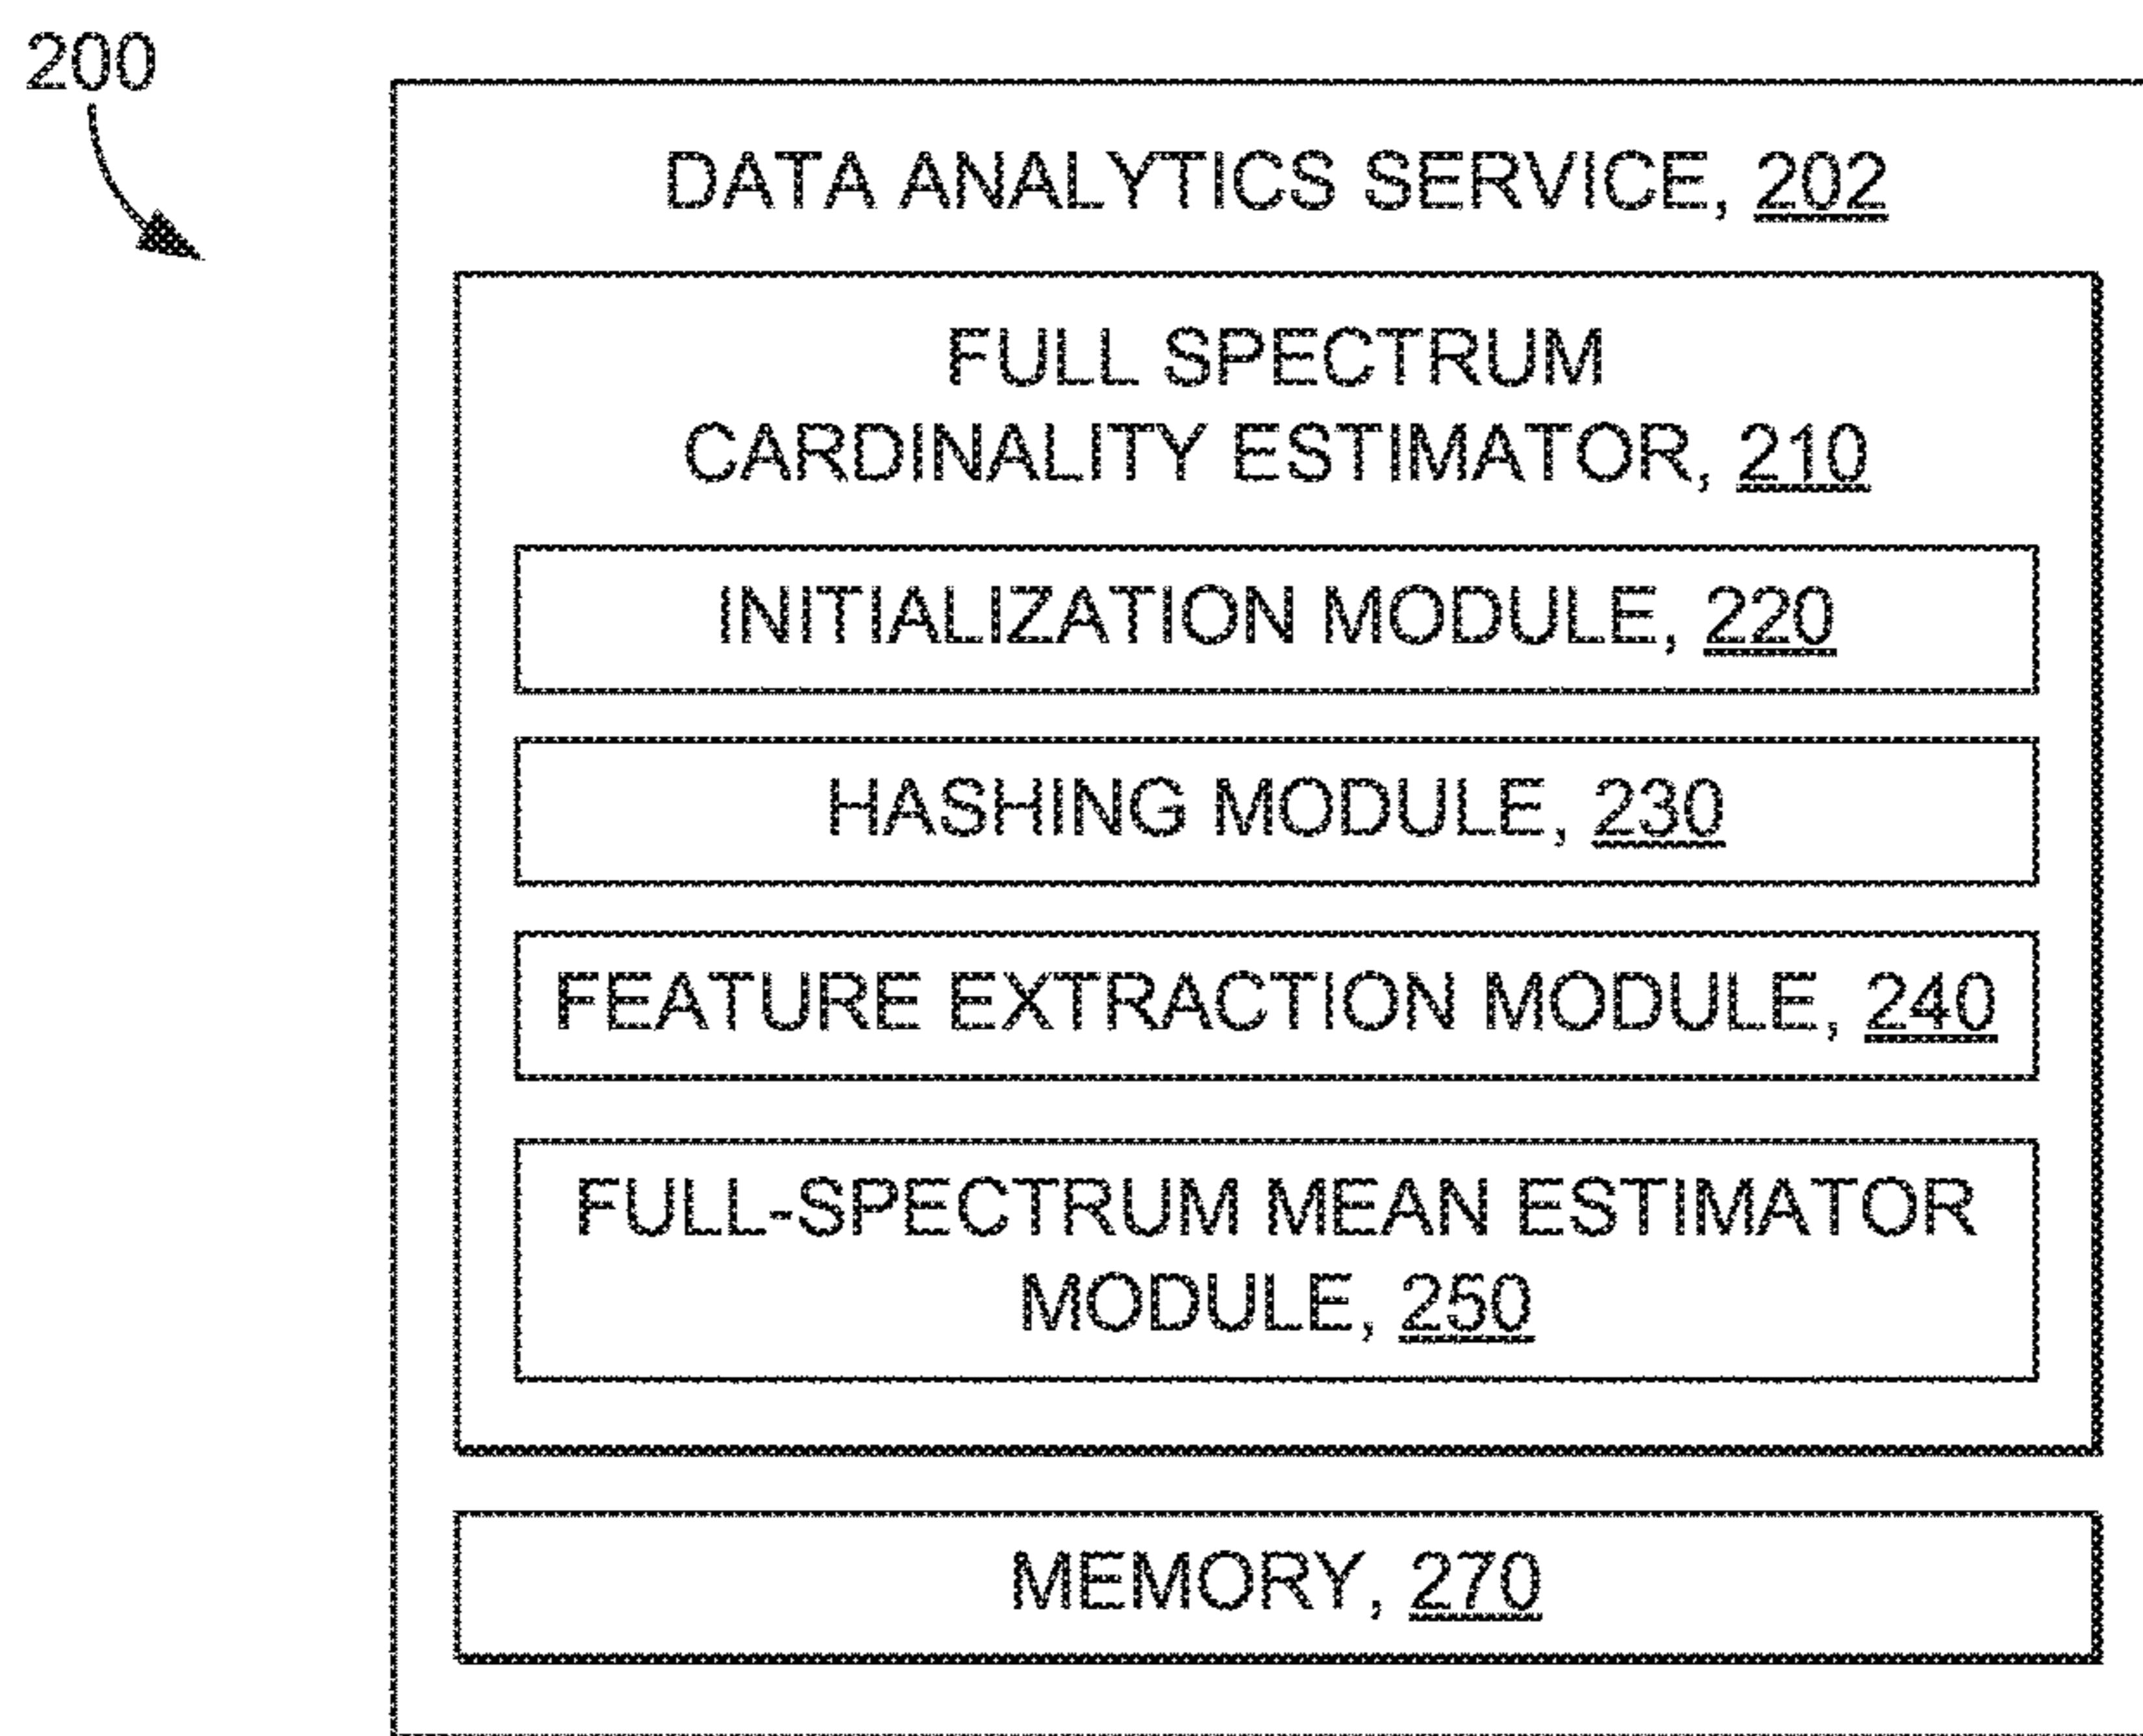 200
DATA ANALYTICS SERVICE, 202
FULL SPECTRUM
CARDINALITY ESTIMATOR, 210
INITIALIZATION MODULE, 220
HASHING MODULE, 230
FEATURE EXTRACTION MODULE, 240
FULL-SPECTRUM MEAN ESTIMATOR
MODULE, 250
MEMORY, 270